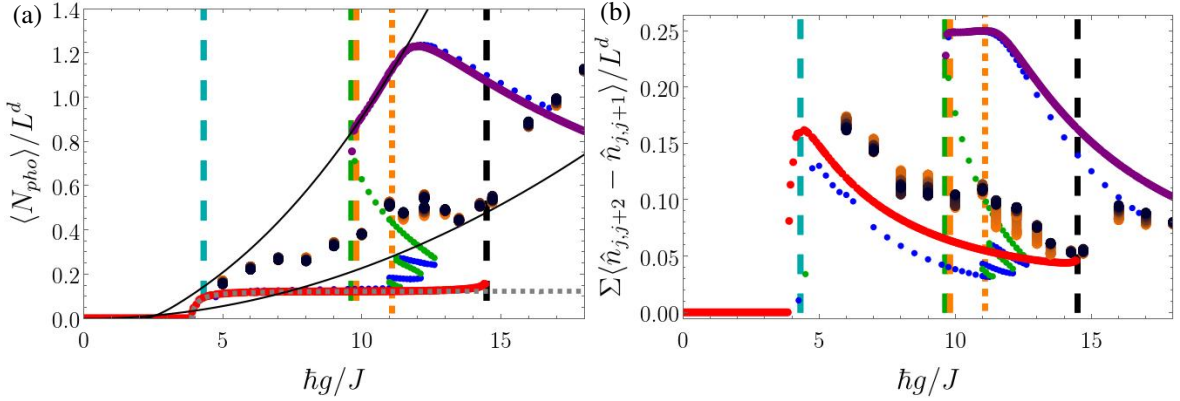 (a)
⟨N_pho⟩/L^d
1.4
1.2
1.0
0.8
0.6
0.4
0.2
0.0
0 5 10 15
ħg/J
(b)
Σ⟨n̂_{j,j+2} − n̂_{j,j+1}⟩/L^d
0.25
0.20
0.15
0.10
0.05
0.00
0 5 10 15
ħg/J